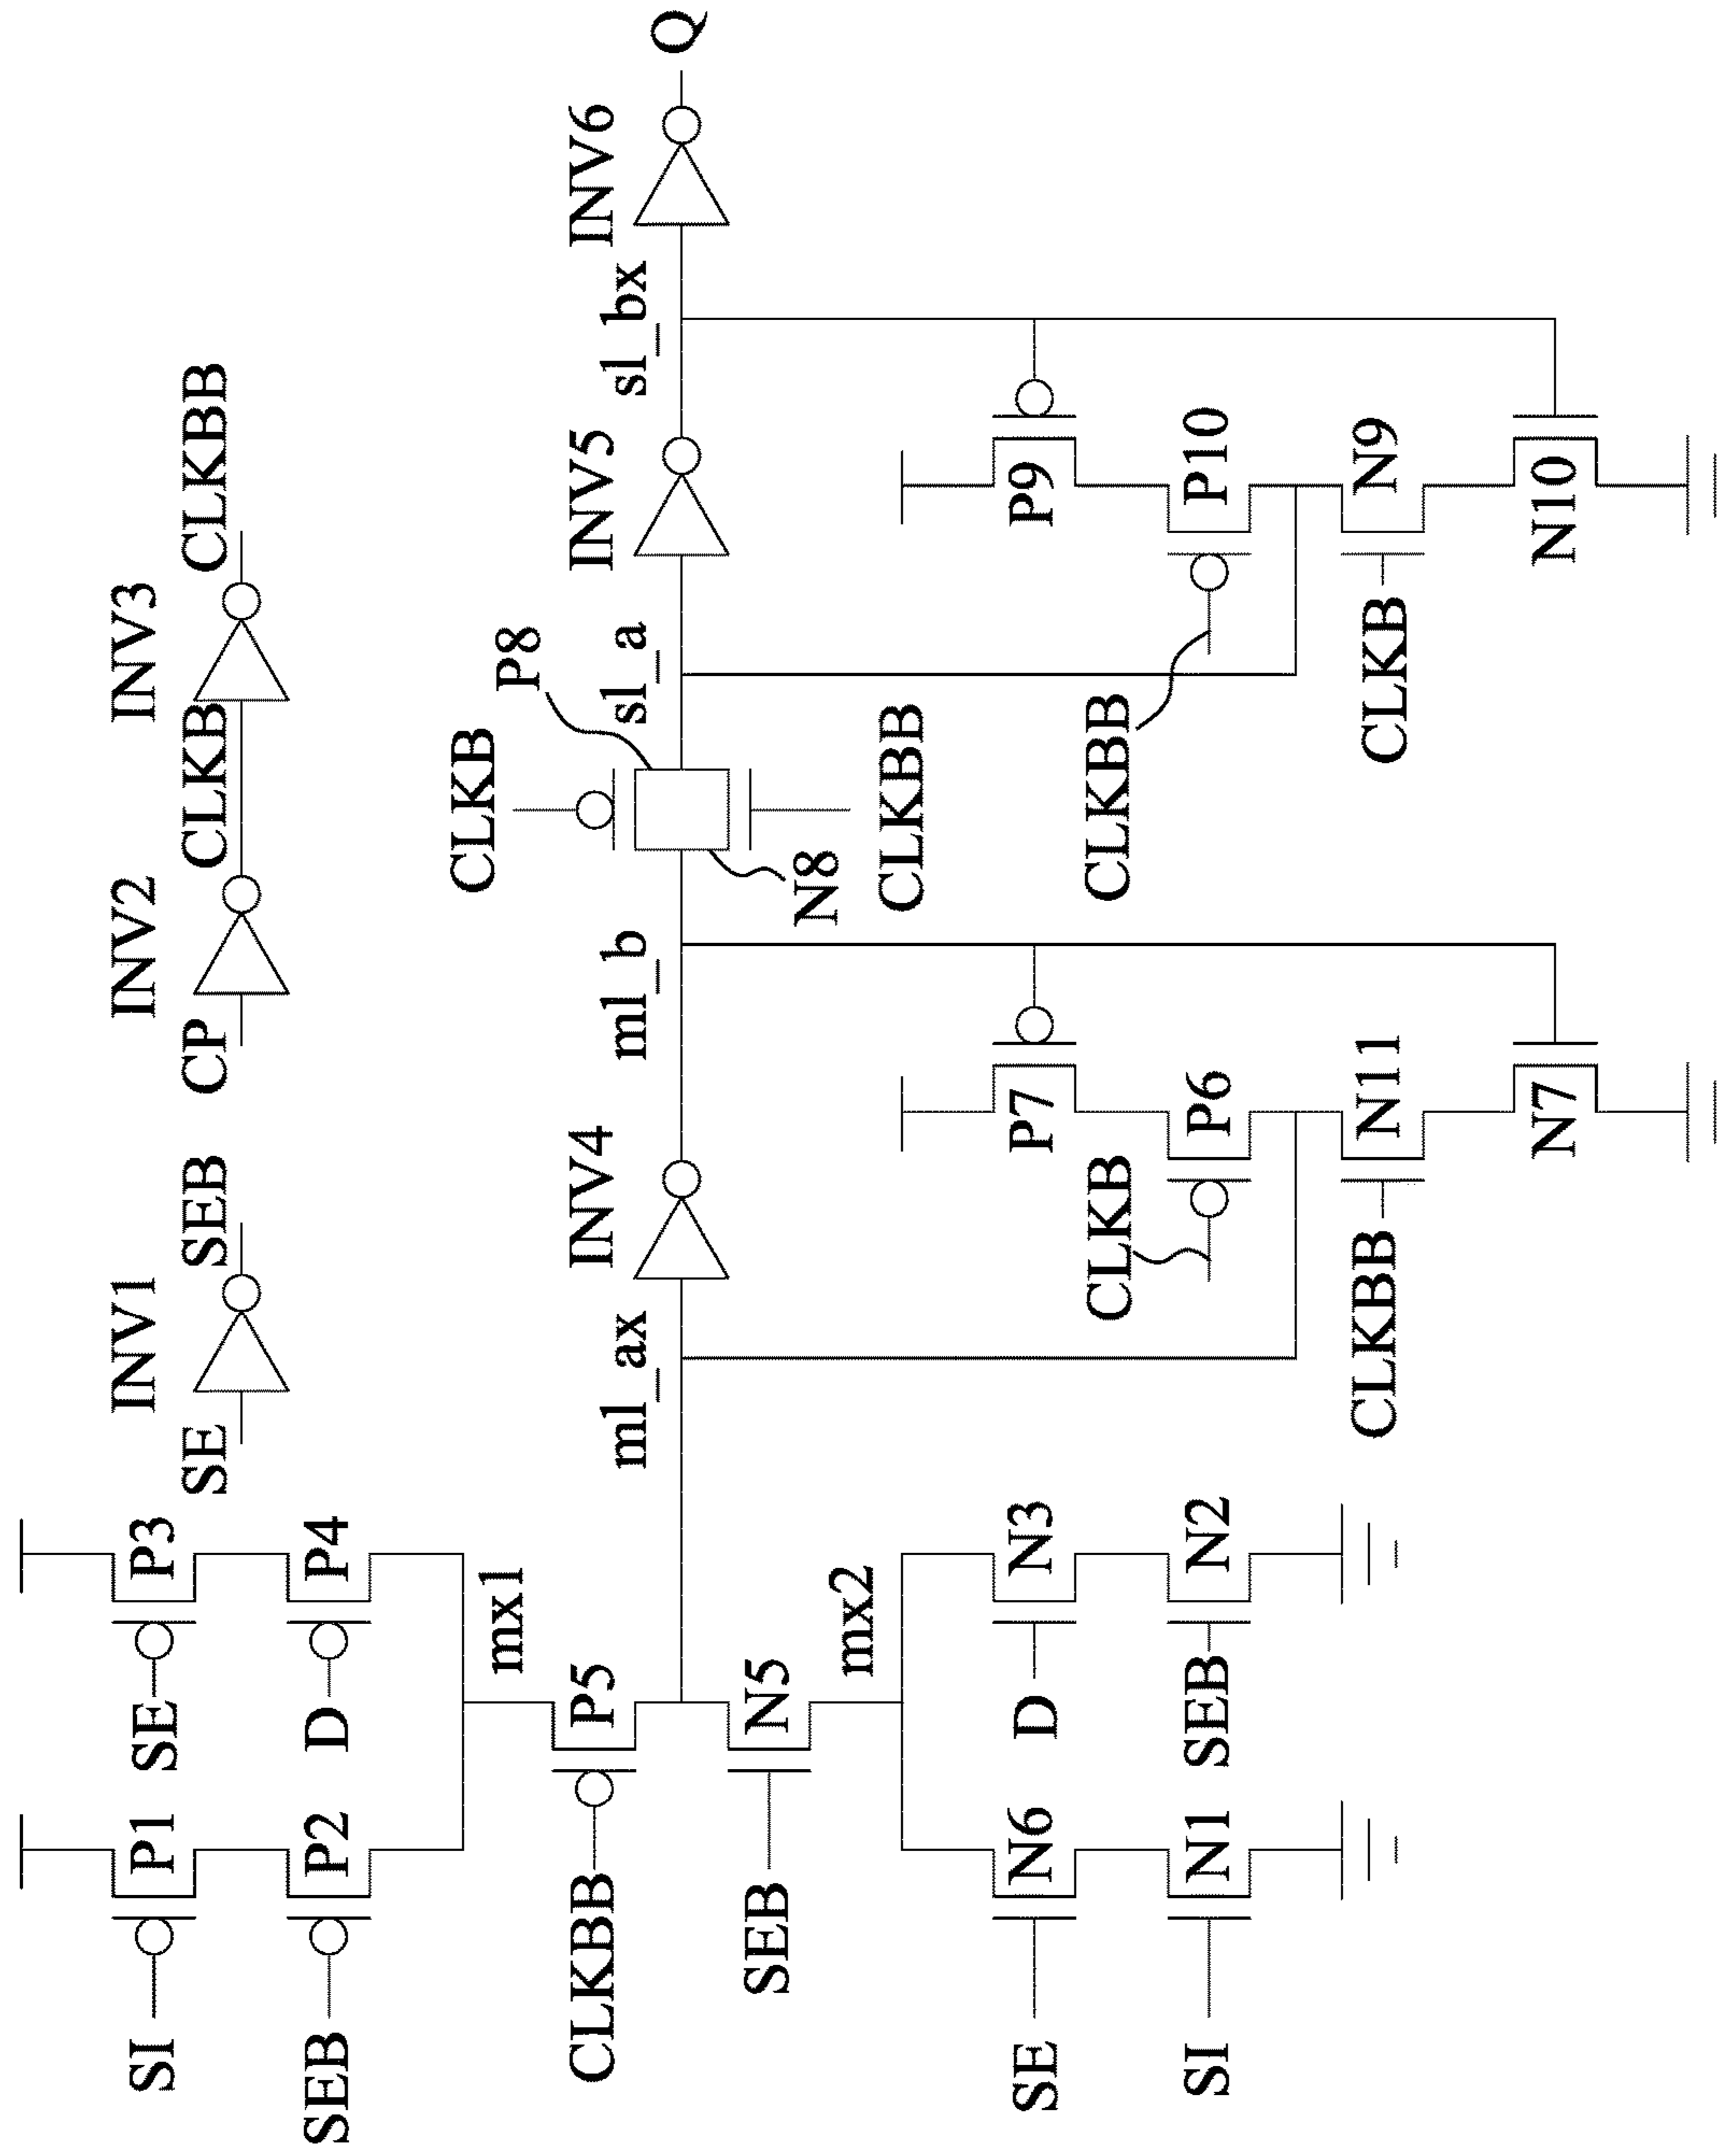 INV1 INV2 INV3
SI P1 SE P3
SE SEB CP CLKB CLKBB
SEB P2 D P4
CLKB
mx1 P8
CLKBB P5 INV4 INV5 INV6
ml_ax ml_b sl_a sl_bx
Q
SEB N5
N8
mx2
CLKBB
SE N6 D N3 P7 P9
CLKB CLKBB
SI N1 SEB N2 P6 P10
CLKBB N11 CLKB N9
N7 N10